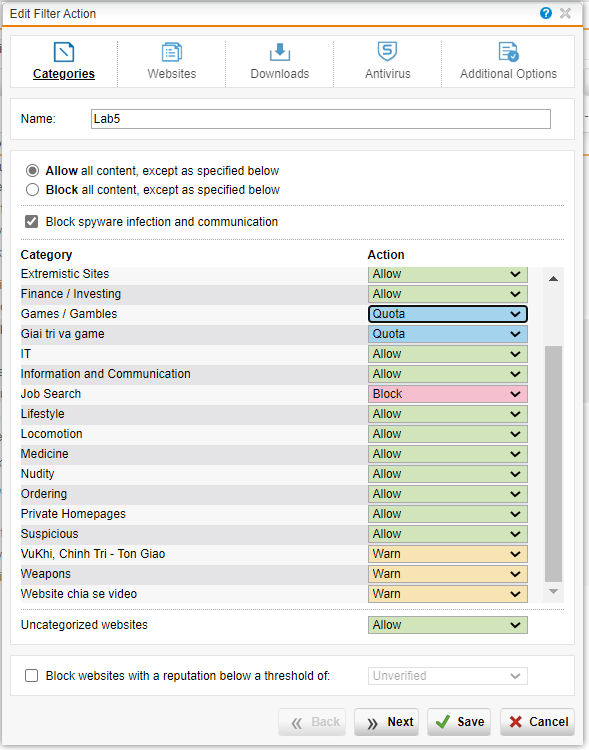 Edit Filter Action
Categories Websites Downloads Antivirus Additional Options
Name: Lab5
Allow all content, except as specified below
Block all content, except as specified below
Block spyware infection and communication
Category Action
Extremistic Sites Allow
Finance / Investing Allow
Games / Gambles Quota
Giai tri va game Quota
IT Allow
Information and Communication Allow
Job Search Block
Lifestyle Allow
Locomotion Allow
Medicine Allow
Nudity Allow
Ordering Allow
Private Homepages Allow
Suspicious Allow
VuKhi, Chinh Tri - Ton Giao Warn
Weapons Warn
Website chia se video Warn
Uncategorized websites Allow
Block websites with a reputation below a threshold of: Unverified
Back Next Save Cancel